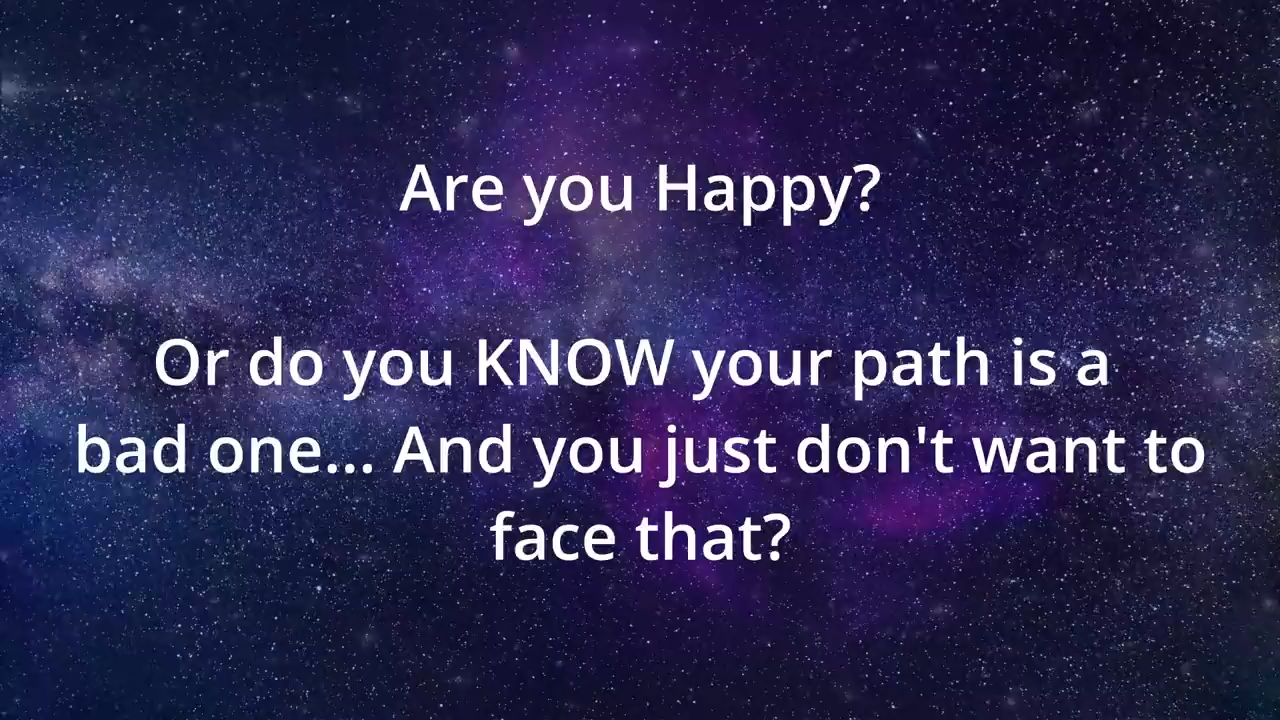 Are you Happy?
Or do you KNOW your path is a
bad one... And you just don't want to
face that?